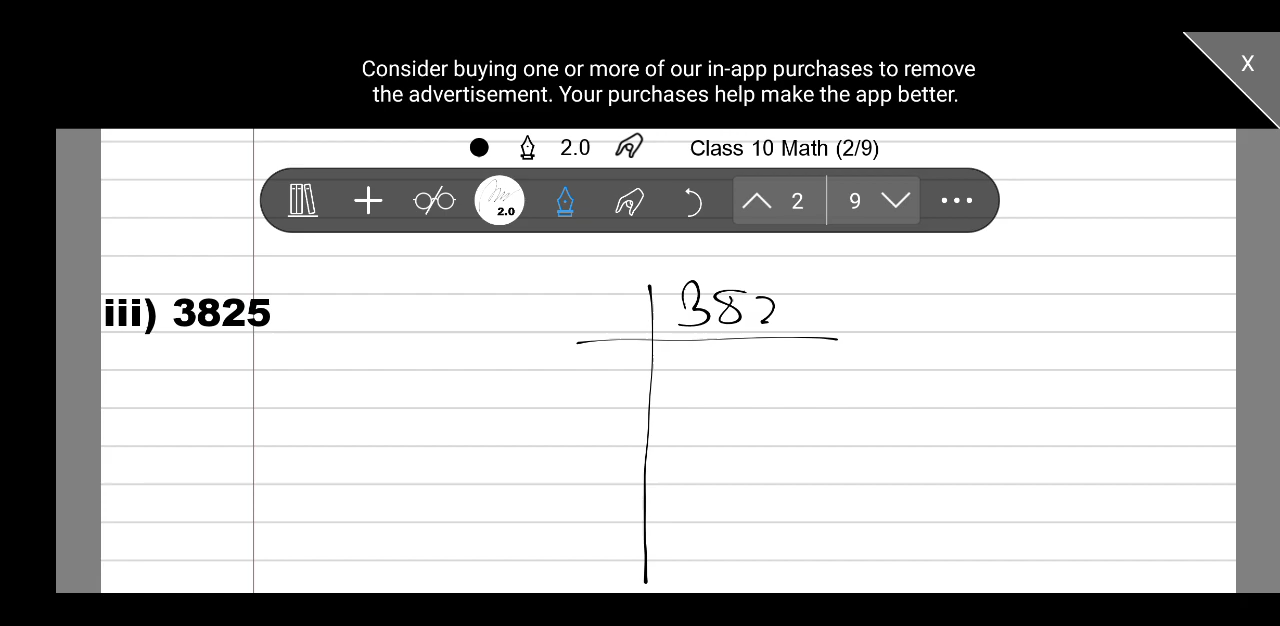 Consider buying one or more of our in-app purchases to remove
the advertisement. Your purchases help make the app better.
X
2.0 Class 10 Math (2/9)
2.0 2 9
iii) 3825
382